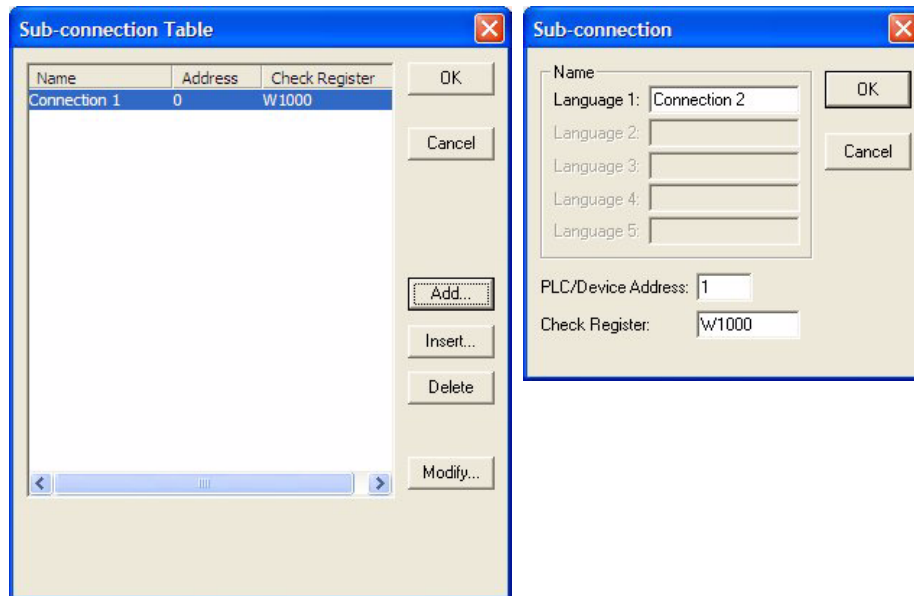 Sub-connection Table
Name Address Check Register
Connection 1 0 W1000
OK
Cancel
Add...
Insert...
Delete
Modify...
Sub-connection
Name
Language 1: Connection 2
Language 2:
Language 3:
Language 4:
Language 5:
PLC/Device Address: 1
Check Register: W1000
OK
Cancel